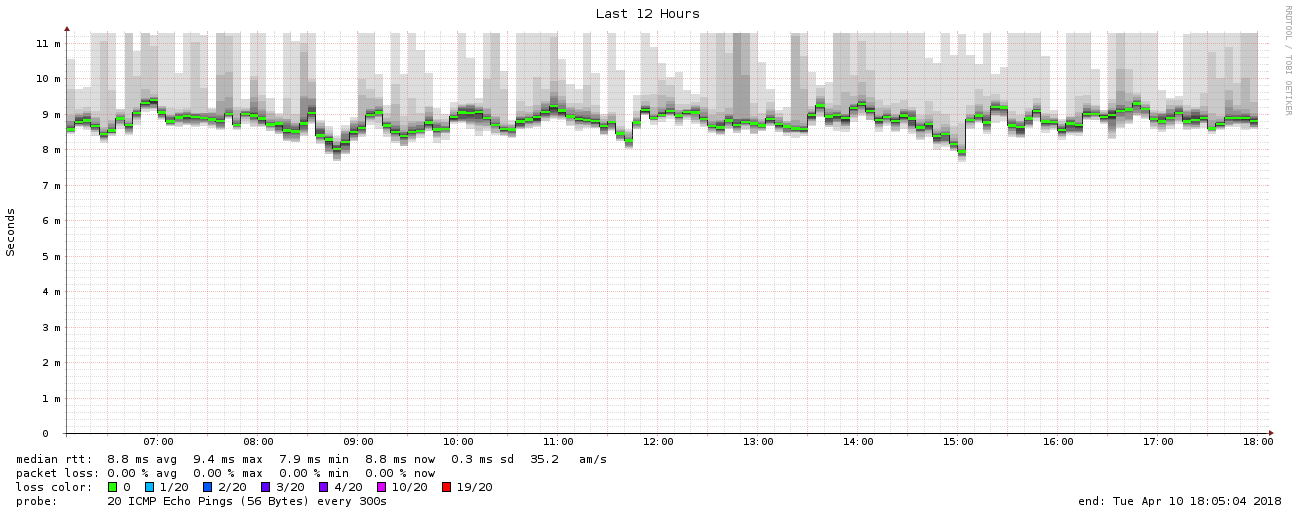 Last 12 Hours
RRDTOOL / TOBI OETIKER
11 m
10 m
9 m
8 m
7 m
6 m
5 m
4 m
3 m
2 m
1 m
0
Seconds
07:00 08:00 09:00 10:00 11:00 12:00 13:00 14:00 15:00 16:00 17:00 18:00
median rtt: 8.8 ms avg 9.4 ms max 7.9 ms min 8.8 ms now 0.3 ms sd 35.2 am/s
packet loss: 0.00 % avg 0.00 % max 0.00 % min 0.00 % now
loss color: 0 1/20 2/20 3/20 4/20 10/20 19/20
probe: 20 ICMP Echo Pings (56 Bytes) every 300s end: Tue Apr 10 18:05:04 2018